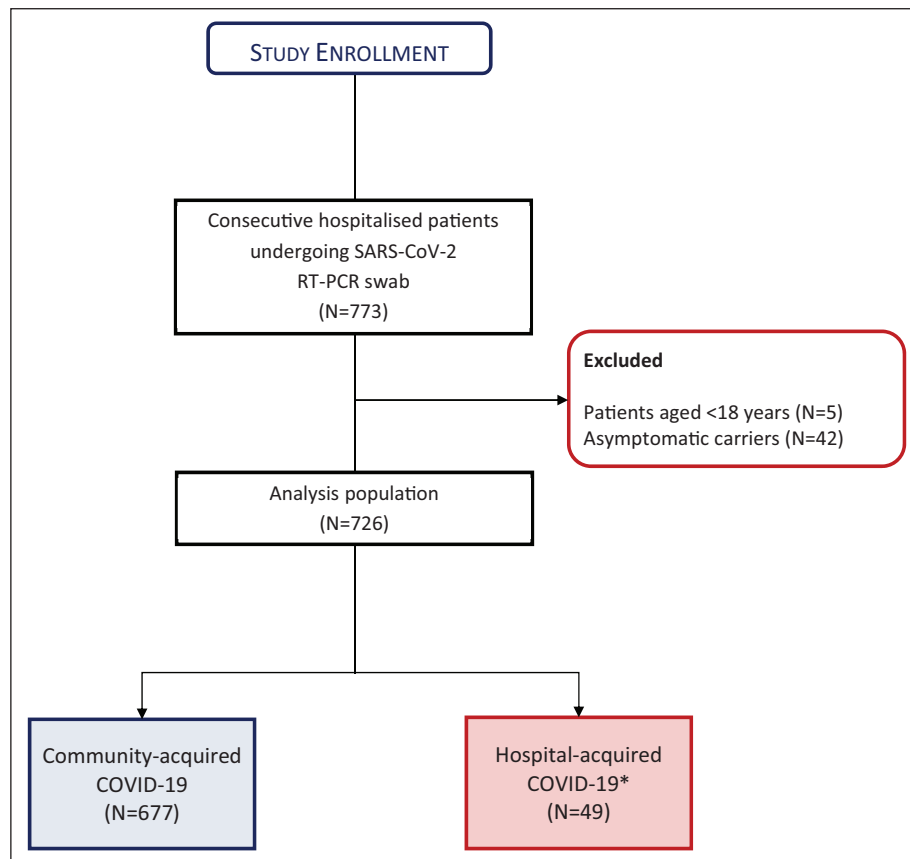 STUDY ENROLLMENT
Consecutive hospitalised patients
undergoing SARS-CoV-2
RT-PCR swab
(N=773)
Excluded
Patients aged <18 years (N=5)
Asymptomatic carriers (N=42)
Analysis population
(N=726)
Community-acquired
COVID-19
(N=677)
Hospital-acquired
COVID-19*
(N=49)